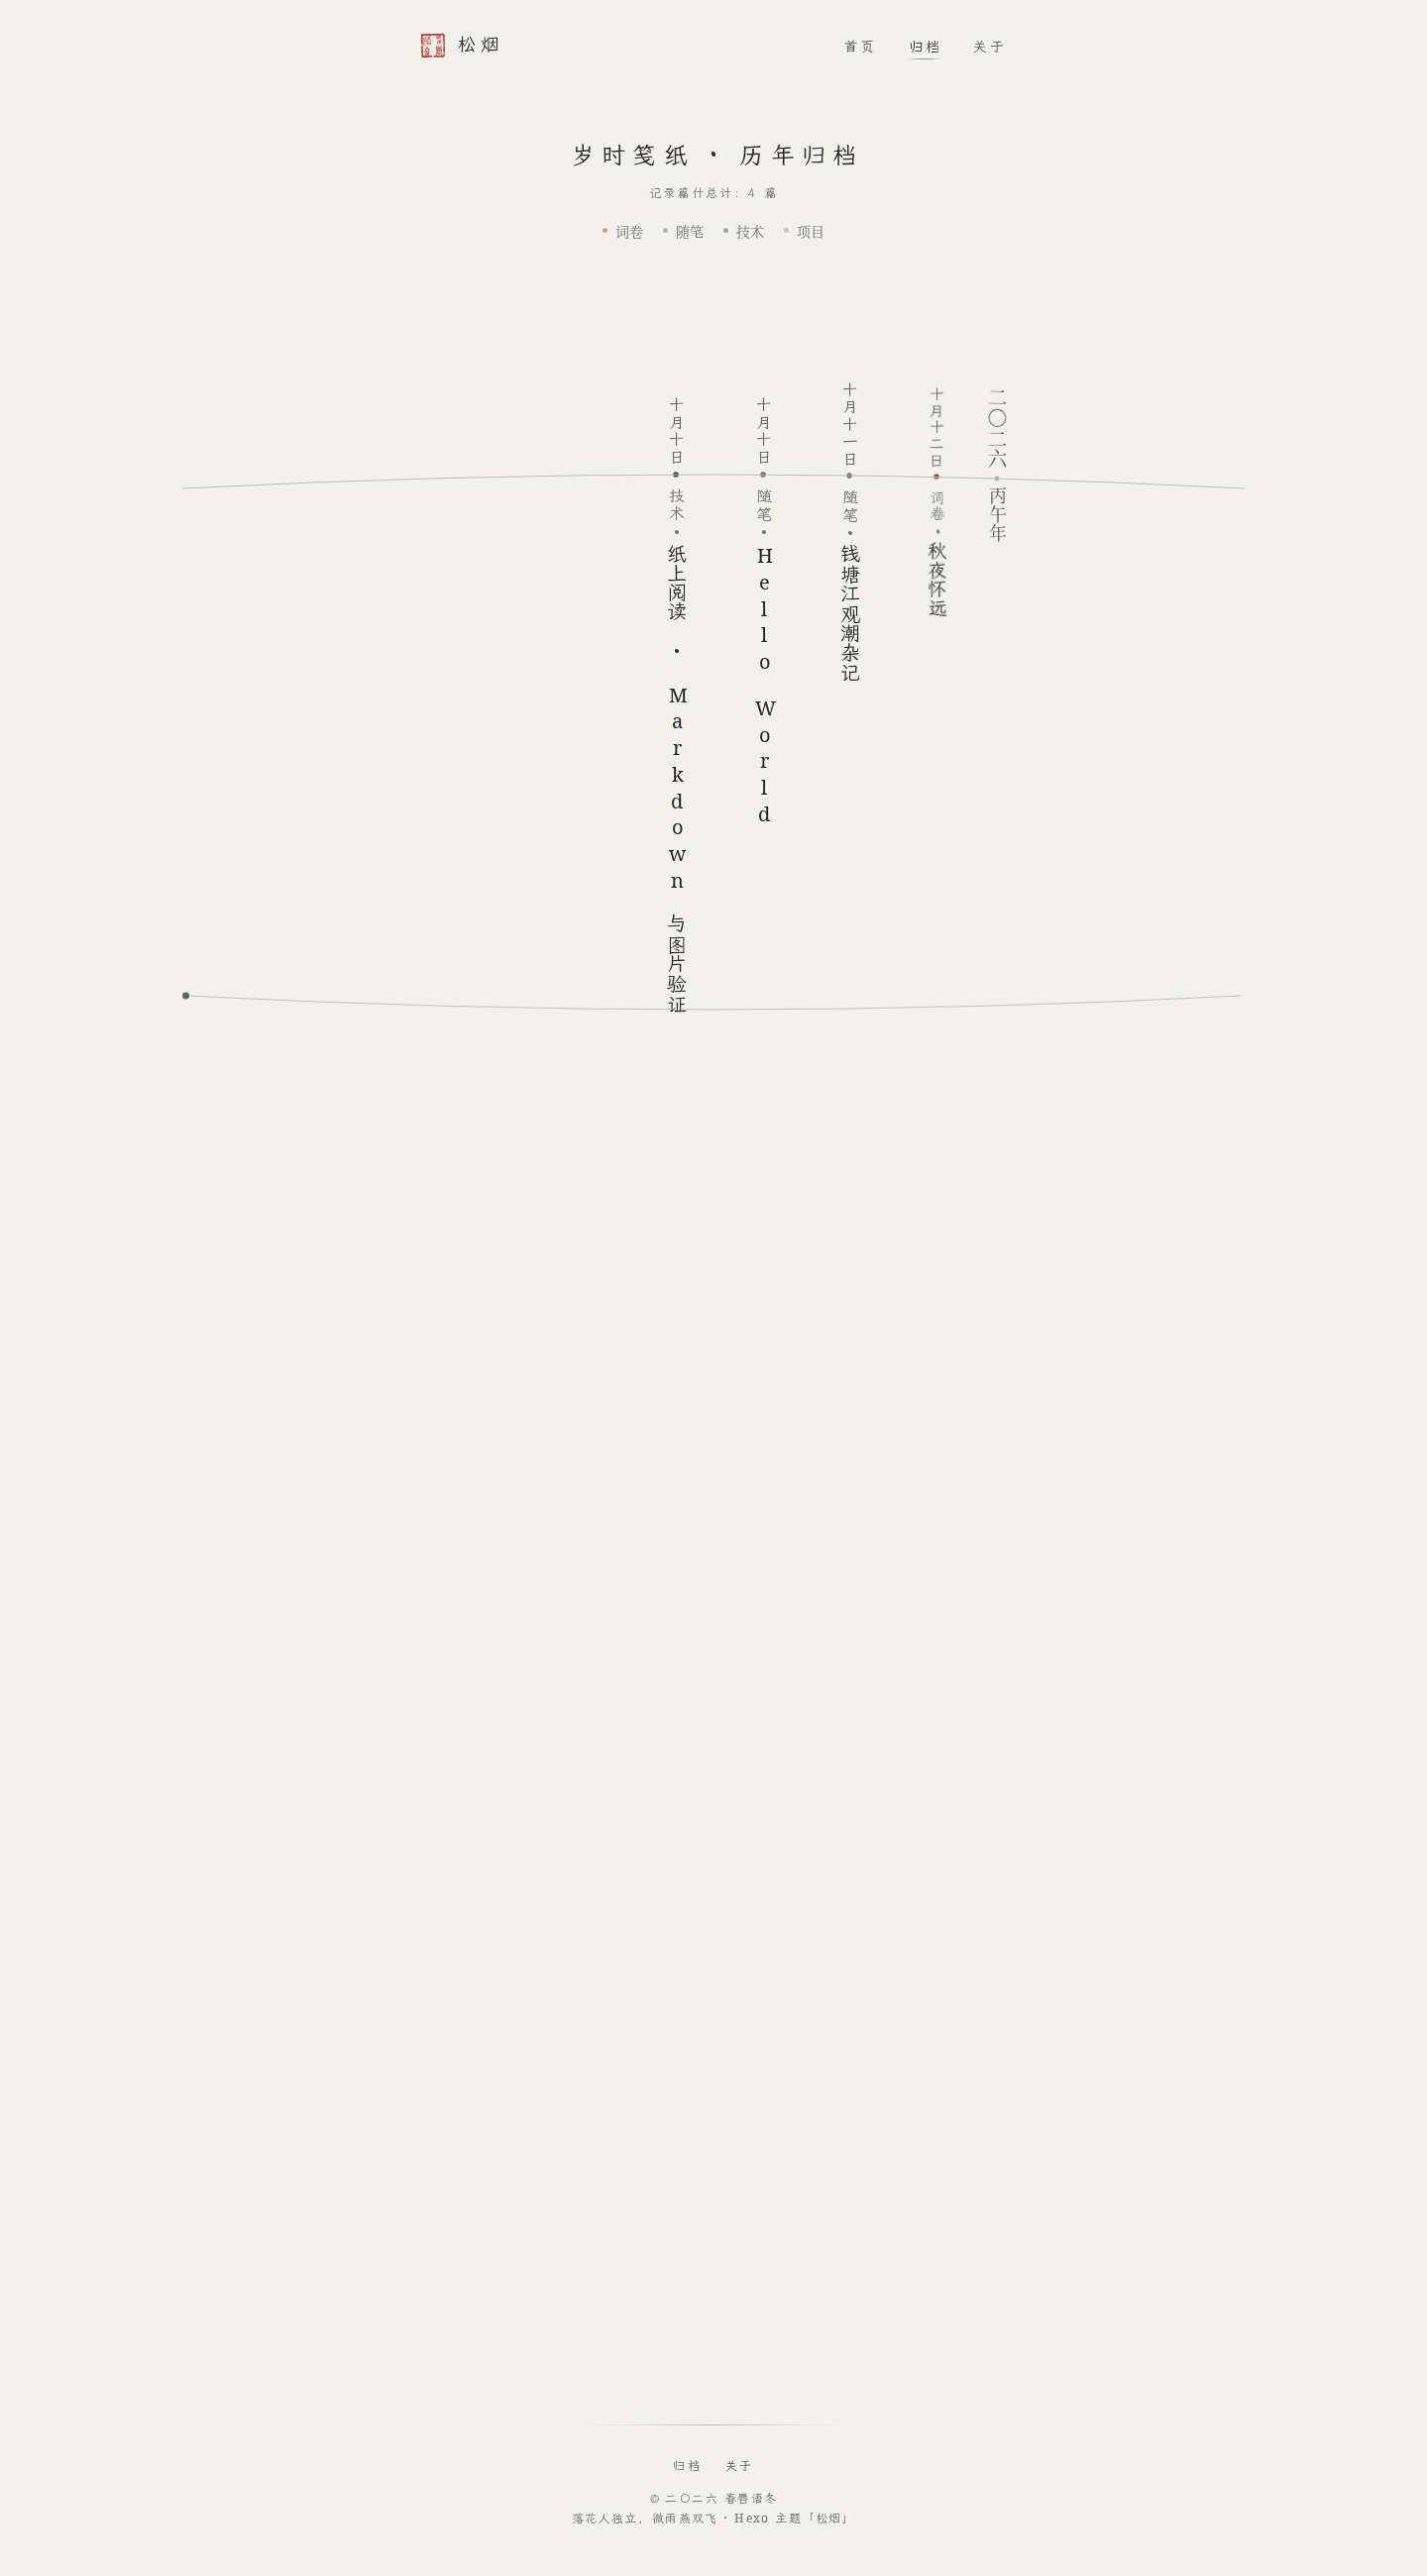 松烟
首页 归档 关于
岁时笺纸 · 历年归档
记录篇什总计：4 篇
词卷 随笔 技术 项目
二〇二六
丙午年
十月十二日
词卷·秋夜怀远
十月十一日
随笔·钱塘江观潮杂记
十月十日
随笔·Hello World
十月十日
技术·纸上阅读 · Markdown 与图片验证
归档 关于
© 二〇二六 春唇语冬
落花人独立，微雨燕双飞 · Hexo 主题「松烟」